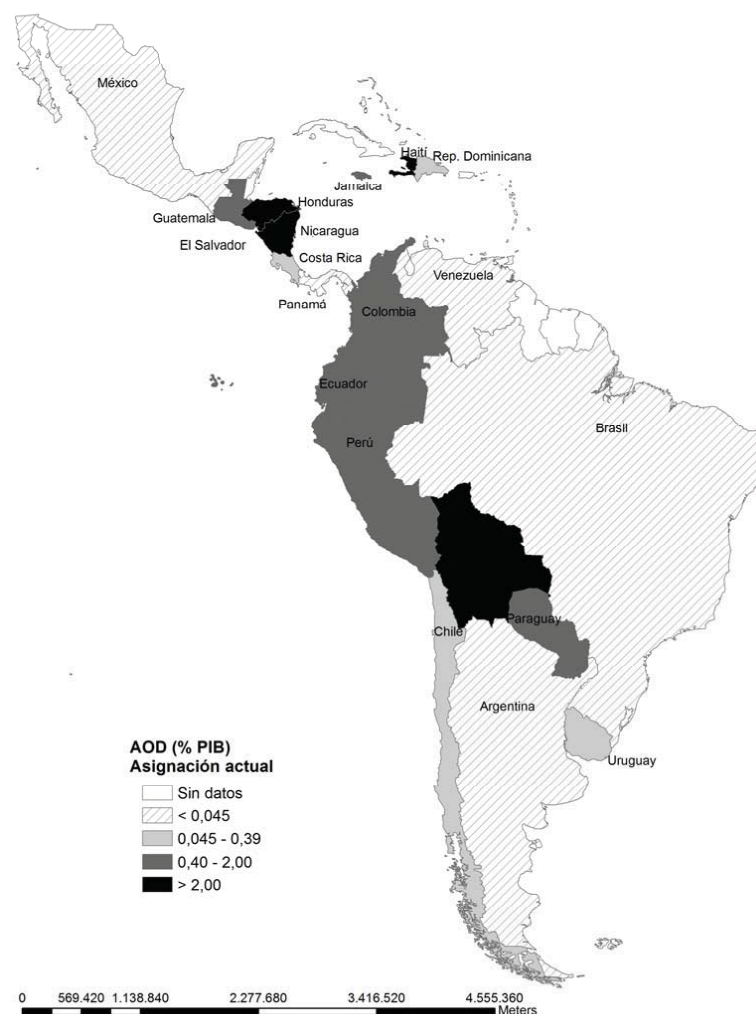 México
Haití
Rep. Dominicana
Jamaica
Honduras
Guatemala
Nicaragua
El Salvador
Costa Rica
Venezuela
Panamá
Colombia
Ecuador
Brasil
Perú
Paraguay
Chile
Argentina
Uruguay
AOD (% PIB)
Asignación actual
Sin datos
< 0,045
0,045 - 0,39
0,40 - 2,00
> 2,00
0 569.420 1.138.840 2.277.680 3.416.520 4.555.360
Meters